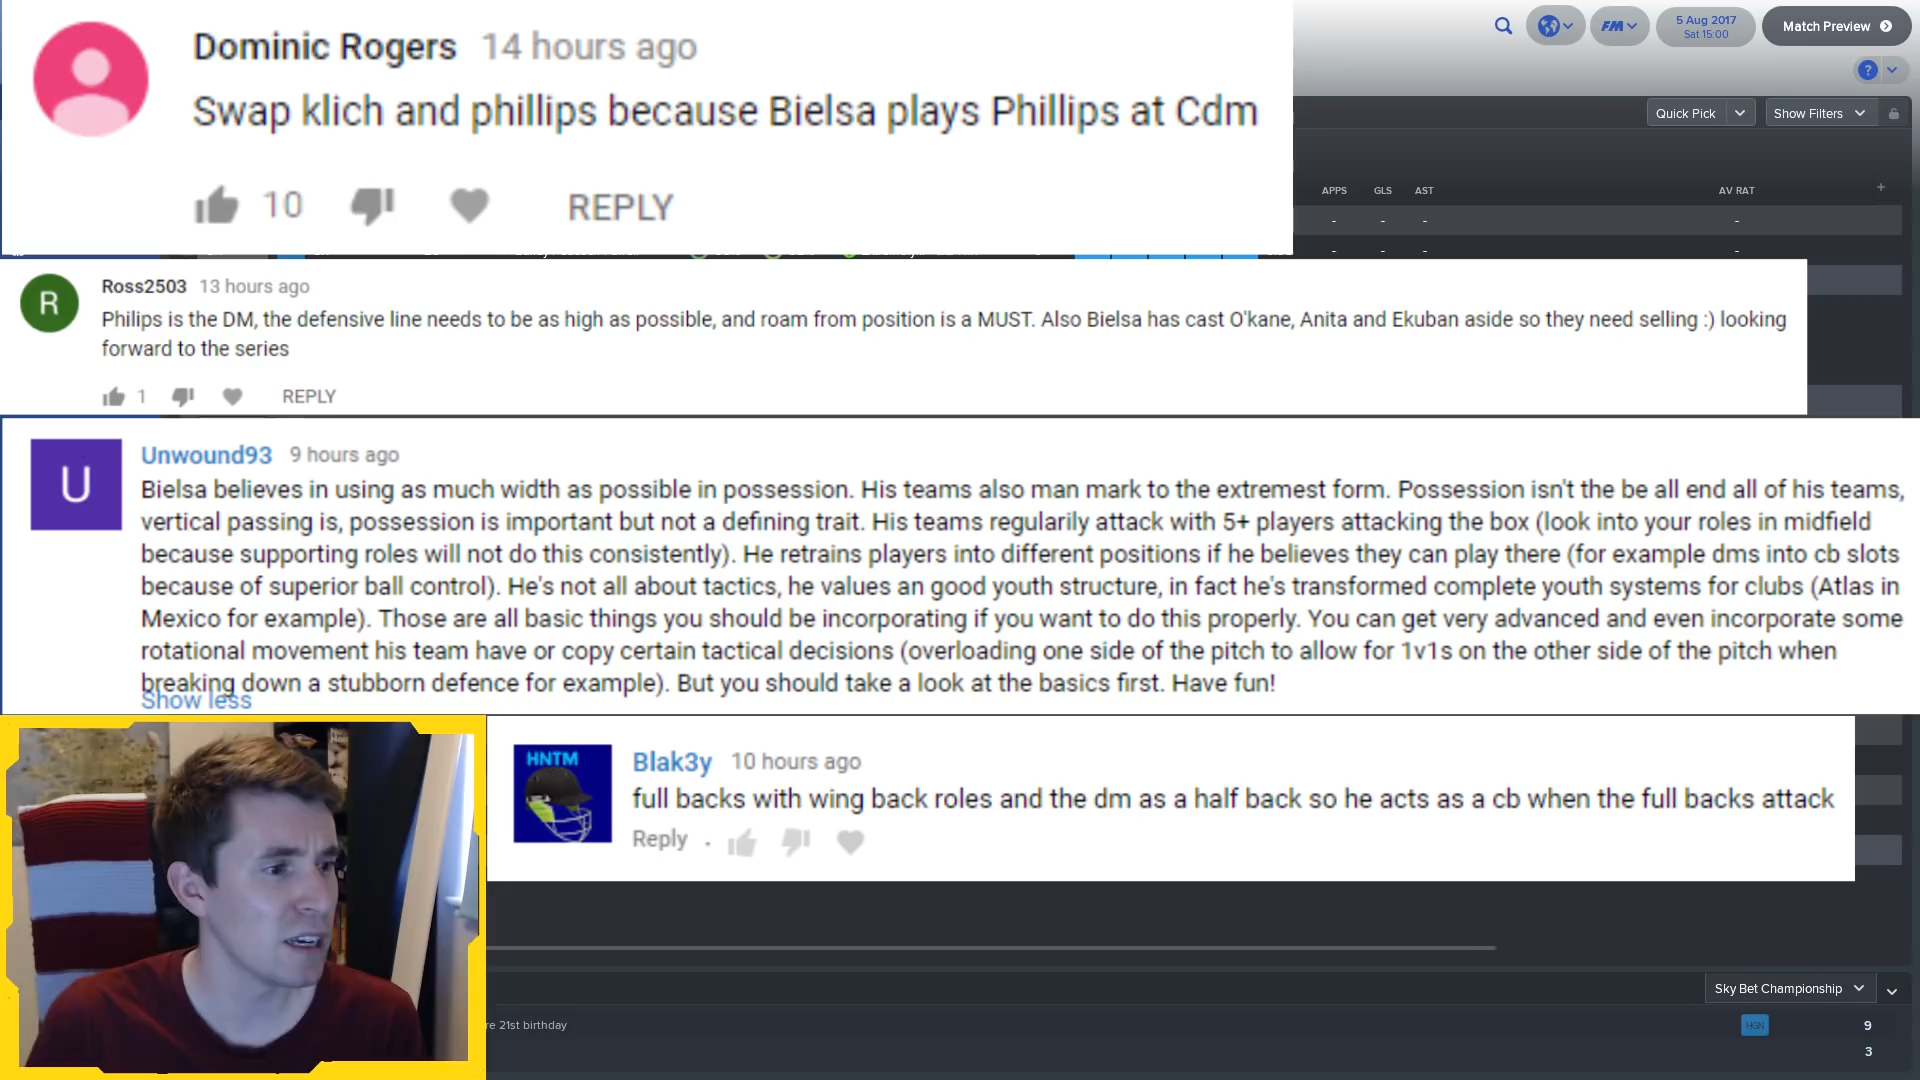 Dominic Rogers 14 hours ago
Swap klich and phillips because Bielsa plays Phillips at Cdm
10 REPLY
5 Aug 2017
Sat 15:00
Match Preview
FM
?
Quick Pick
Show Filters
APPS GLS AST AV RAT +
- - - -
- - - -
R
Ross2503 13 hours ago
Philips is the DM, the defensive line needs to be as high as possible, and roam from position is a MUST. Also Bielsa has cast O'kane, Anita and Ekuban aside so they need selling :) looking
forward to the series
1 REPLY
U
Unwound93 9 hours ago
Bielsa believes in using as much width as possible in possession. His teams also man mark to the extremest form. Possession isn't the be all end all of his teams,
vertical passing is, possession is important but not a defining trait. His teams regularily attack with 5+ players attacking the box (look into your roles in midfield
because supporting roles will not do this consistently). He retrains players into different positions if he believes they can play there (for example dms into cb slots
because of superior ball control). He's not all about tactics, he values an good youth structure, in fact he's transformed complete youth systems for clubs (Atlas in
Mexico for example). Those are all basic things you should be incorporating if you want to do this properly. You can get very advanced and even incorporate some
rotational movement his team have or copy certain tactical decisions (overloading one side of the pitch to allow for 1v1s on the other side of the pitch when
breaking down a stubborn defence for example). But you should take a look at the basics first. Have fun!
Show less
HNTM
Blak3y 10 hours ago
full backs with wing back roles and the dm as a half back so he acts as a cb when the full backs attack
Reply
Sky Bet Championship
re 21st birthday
HGN
9
3